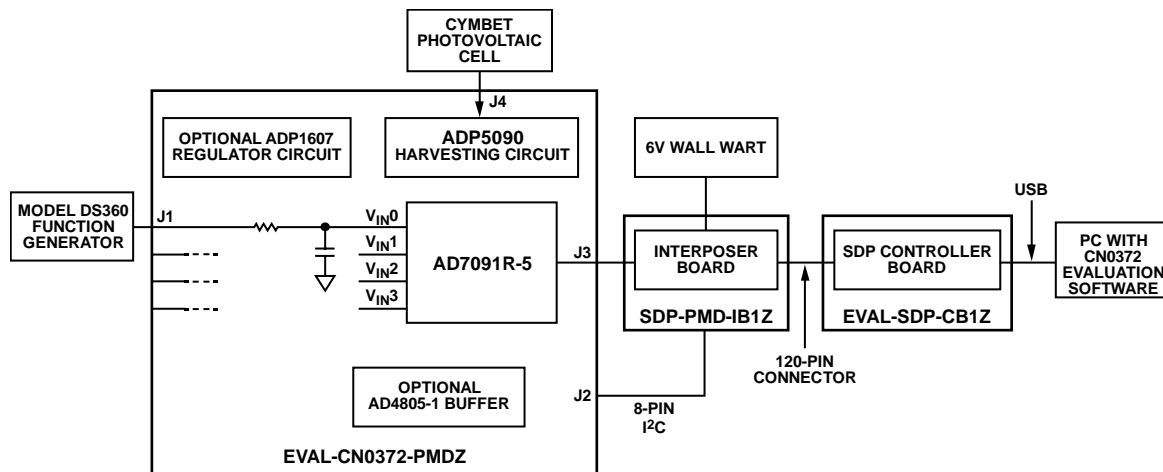 CYMBET
PHOTOVOLTAIC
CELL
J4
OPTIONAL ADP1607
REGULATOR CIRCUIT
ADP5090
HARVESTING CIRCUIT
6V WALL WART
MODEL DS360
FUNCTION
GENERATOR
J1
VIN0
VIN1
VIN2
VIN3
AD7091R-5
J3
INTERPOSER
BOARD
SDP-PMD-IB1Z
SDP CONTROLLER
BOARD
EVAL-SDP-CB1Z
USB
PC WITH
CN0372
EVALUATION
SOFTWARE
120-PIN
CONNECTOR
OPTIONAL
AD4805-1 BUFFER
J2
8-PIN
I2C
EVAL-CN0372-PMDZ